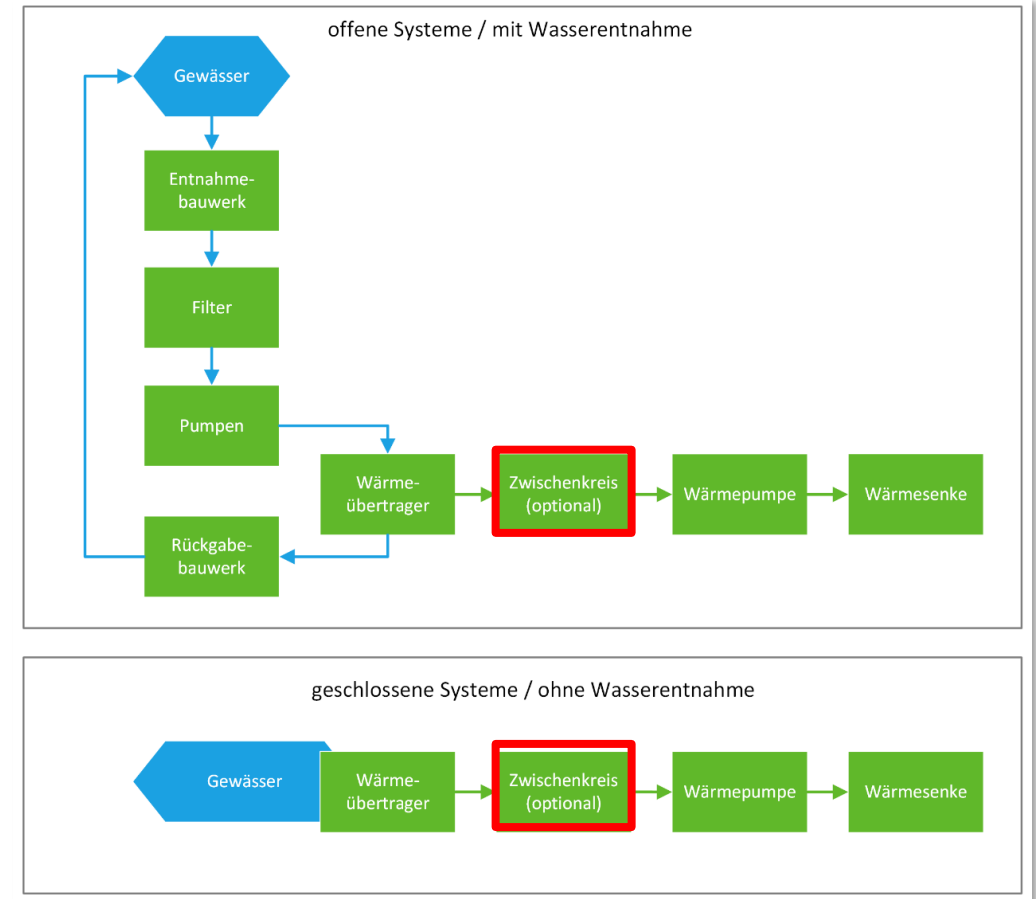 offene Systeme / mit Wasserentnahme
Gewässer
Entnahme-
bauwerk
Filter
Pumpen
Wärme-
übertrager
Zwischenkreis
(optional)
Wärmepumpe
Wärmesenke
Rückgabe-
bauwerk
geschlossene Systeme / ohne Wasserentnahme
Gewässer
Wärme-
übertrager
Zwischenkreis
(optional)
Wärmepumpe
Wärmesenke